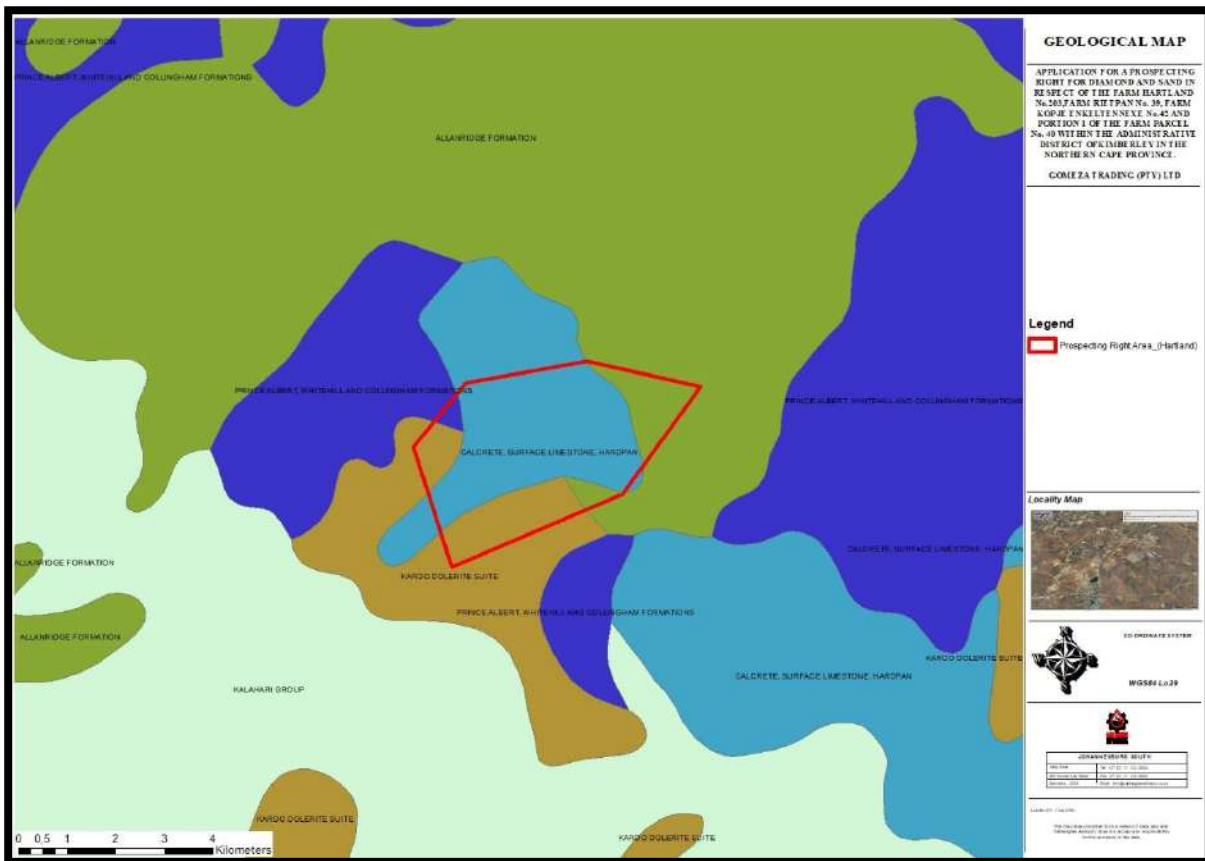 ALLANRIDGE FORMATION
PRINCE ALBERT, WHITEHILL AND COLLINGHAM FORMATIONS
ALLANRIDGE FORMATION
PRINCE ALBERT, WHITEHILL AND COLLINGHAM FORMATIONS
PRINCE ALBERT, WHITEHILL AND COLLINGHAM FORMATIONS
CALCRETE, SURFACE LIMESTONE, HARDPAN
CALCRETE, SURFACE LIMESTONE, HARDPAN
ALLANRIDGE FORMATION
KAROO DOLERITE SUITE
PRINCE ALBERT, WHITEHILL AND COLLINGHAM FORMATIONS
ALLANRIDGE FORMATION
KAROO DOLERITE SUITE
CALCRETE, SURFACE LIMESTONE, HARDPAN
KALAHARI GROUP
KAROO DOLERITE SUITE
KAROO DOLERITE SUITE
0 0,5 1 2 3 4
Kilometers
GEOLOGICAL MAP
APPLICATION FOR A PROSPECTING
RIGHT FOR DIAMOND AND SAND IN
RESPECT OF THE FARM HARTLAND
No.203,FARM RIETPAN No. 39, FARM
KOPJE ENKELTENNEXE No.42 AND
PORTION 1 OF THE FARM PARCEL
No. 40 WITHIN THE ADMINISTRATIVE
DISTRICT OF KIMBERLEY IN THE
NORTHERN CAPE PROVINCE.
GOMEZA TRADING (PTY) LTD
Legend
Prospecting Right Area_(Hartland)
Locality Map
CO-ORDINATE SYSTEM
WGS84 Lo29
JOHANNESBURG SOUTH